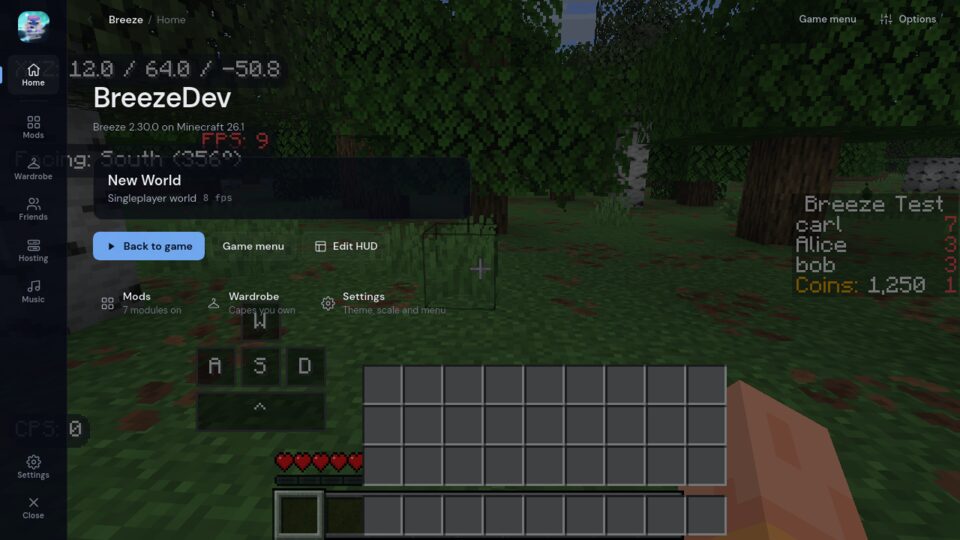 Breeze / Home
Game menu
Options
XYZ: 12.0 / 64.0 / -50.8
Home
BreezeDev
Breeze 2.30.0 on Minecraft 26.1
FPS: 9
Mods
Facing: South (356°)
Wardrobe
New World
Singleplayer world 8 fps
Friends
Breeze Test
carl 7
Alice 3
bob 3
Coins: 1,250 1
Back to game
Game menu
Edit HUD
Hosting
Music
Mods
7 modules on
Wardrobe
Capes you own
Settings
Theme, scale and menu
W
A S D
^
CPS: 0
Settings
Close